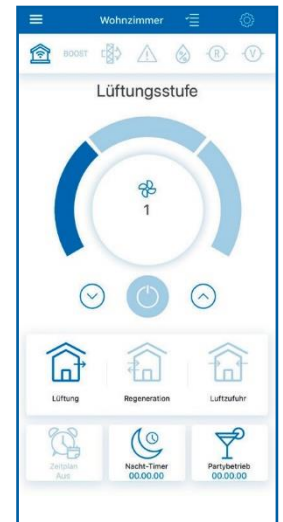 Wohnzimmer
BOOST
R
V
Lüftungsstufe
1
Lüftung Regeneration Luftzufuhr
Zeitplan Nacht-Timer Partybetrieb
Aus 00.00.00 00.00.00